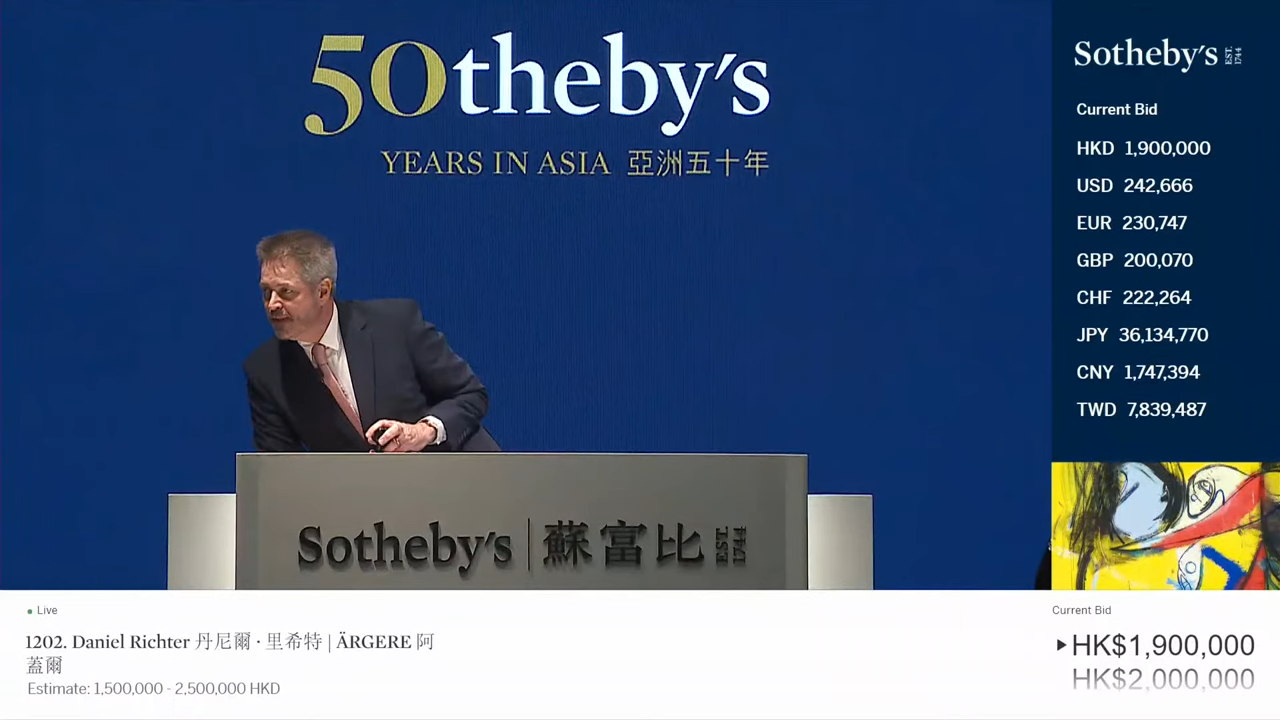 50theby's
YEARS IN ASIA 亞洲五十年
Sotheby's EST. 1744
Current Bid
HKD 1,900,000
USD 242,666
EUR 230,747
GBP 200,070
CHF 222,264
JPY 36,134,770
CNY 1,747,394
TWD 7,839,487
Sotheby's | 蘇富比 EST. 1744
Live
1202. Daniel Richter 丹尼爾 · 里希特 | ÄRGERE 阿
蓋爾
Estimate: 1,500,000 - 2,500,000 HKD
Current Bid
HK$1,900,000
HK$2,000,000